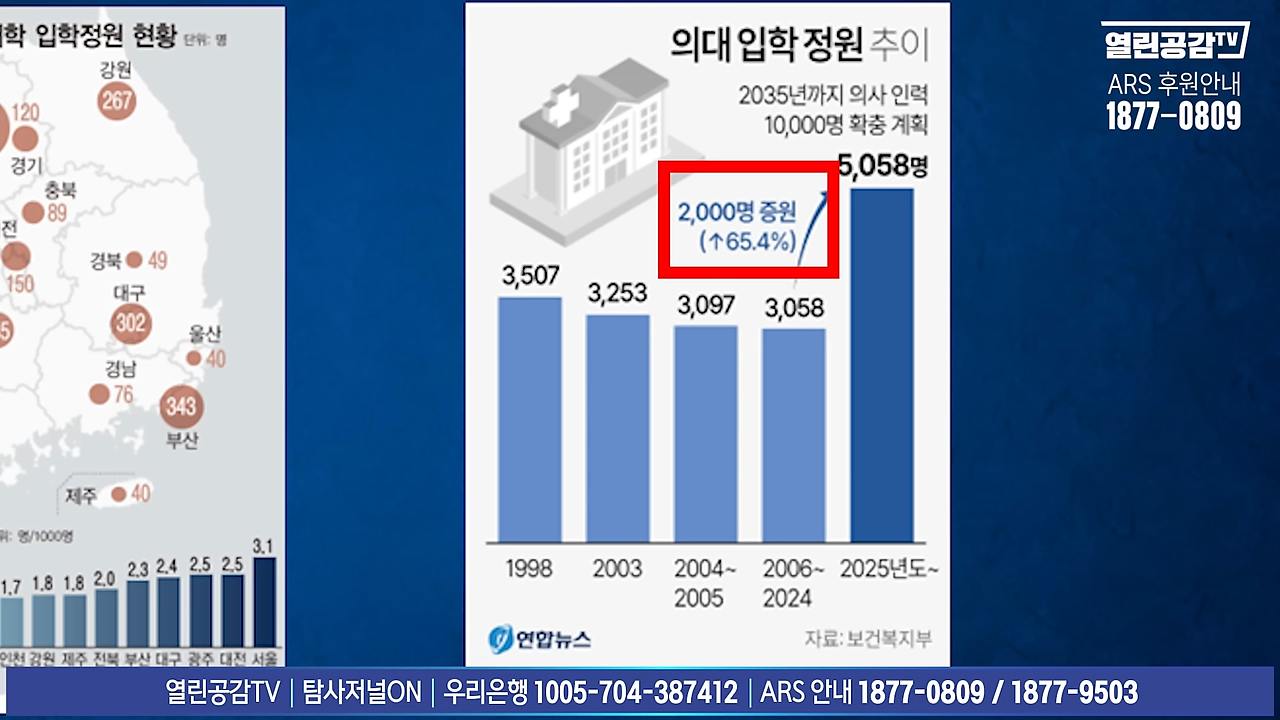 입학정원 현황 단위: 명
강원
267
120
경기
충북
89
150
경북 49
대구
302
울산
40
경남
76
343
부산
제주 40
명/1000명
1.7 1.8 1.8 2.0 2.3 2.4 2.5 2.5 3.1
인천 강원 제주 전북 부산 대구 광주 대전 서울
의대 입학 정원 추이
2035년까지 의사 인력
10,000명 확충 계획
5,058명
2,000명 증원
(↑65.4%)
3,507
3,253
3,097
3,058
1998 2003 2004~2005 2006~2024 2025년도~
연합뉴스
자료: 보건복지부
열린공감TV
ARS 후원안내
1877-0809
열린공감TV | 탐사저널ON | 우리은행 1005-704-387412 | ARS 안내 1877-0809 / 1877-9503